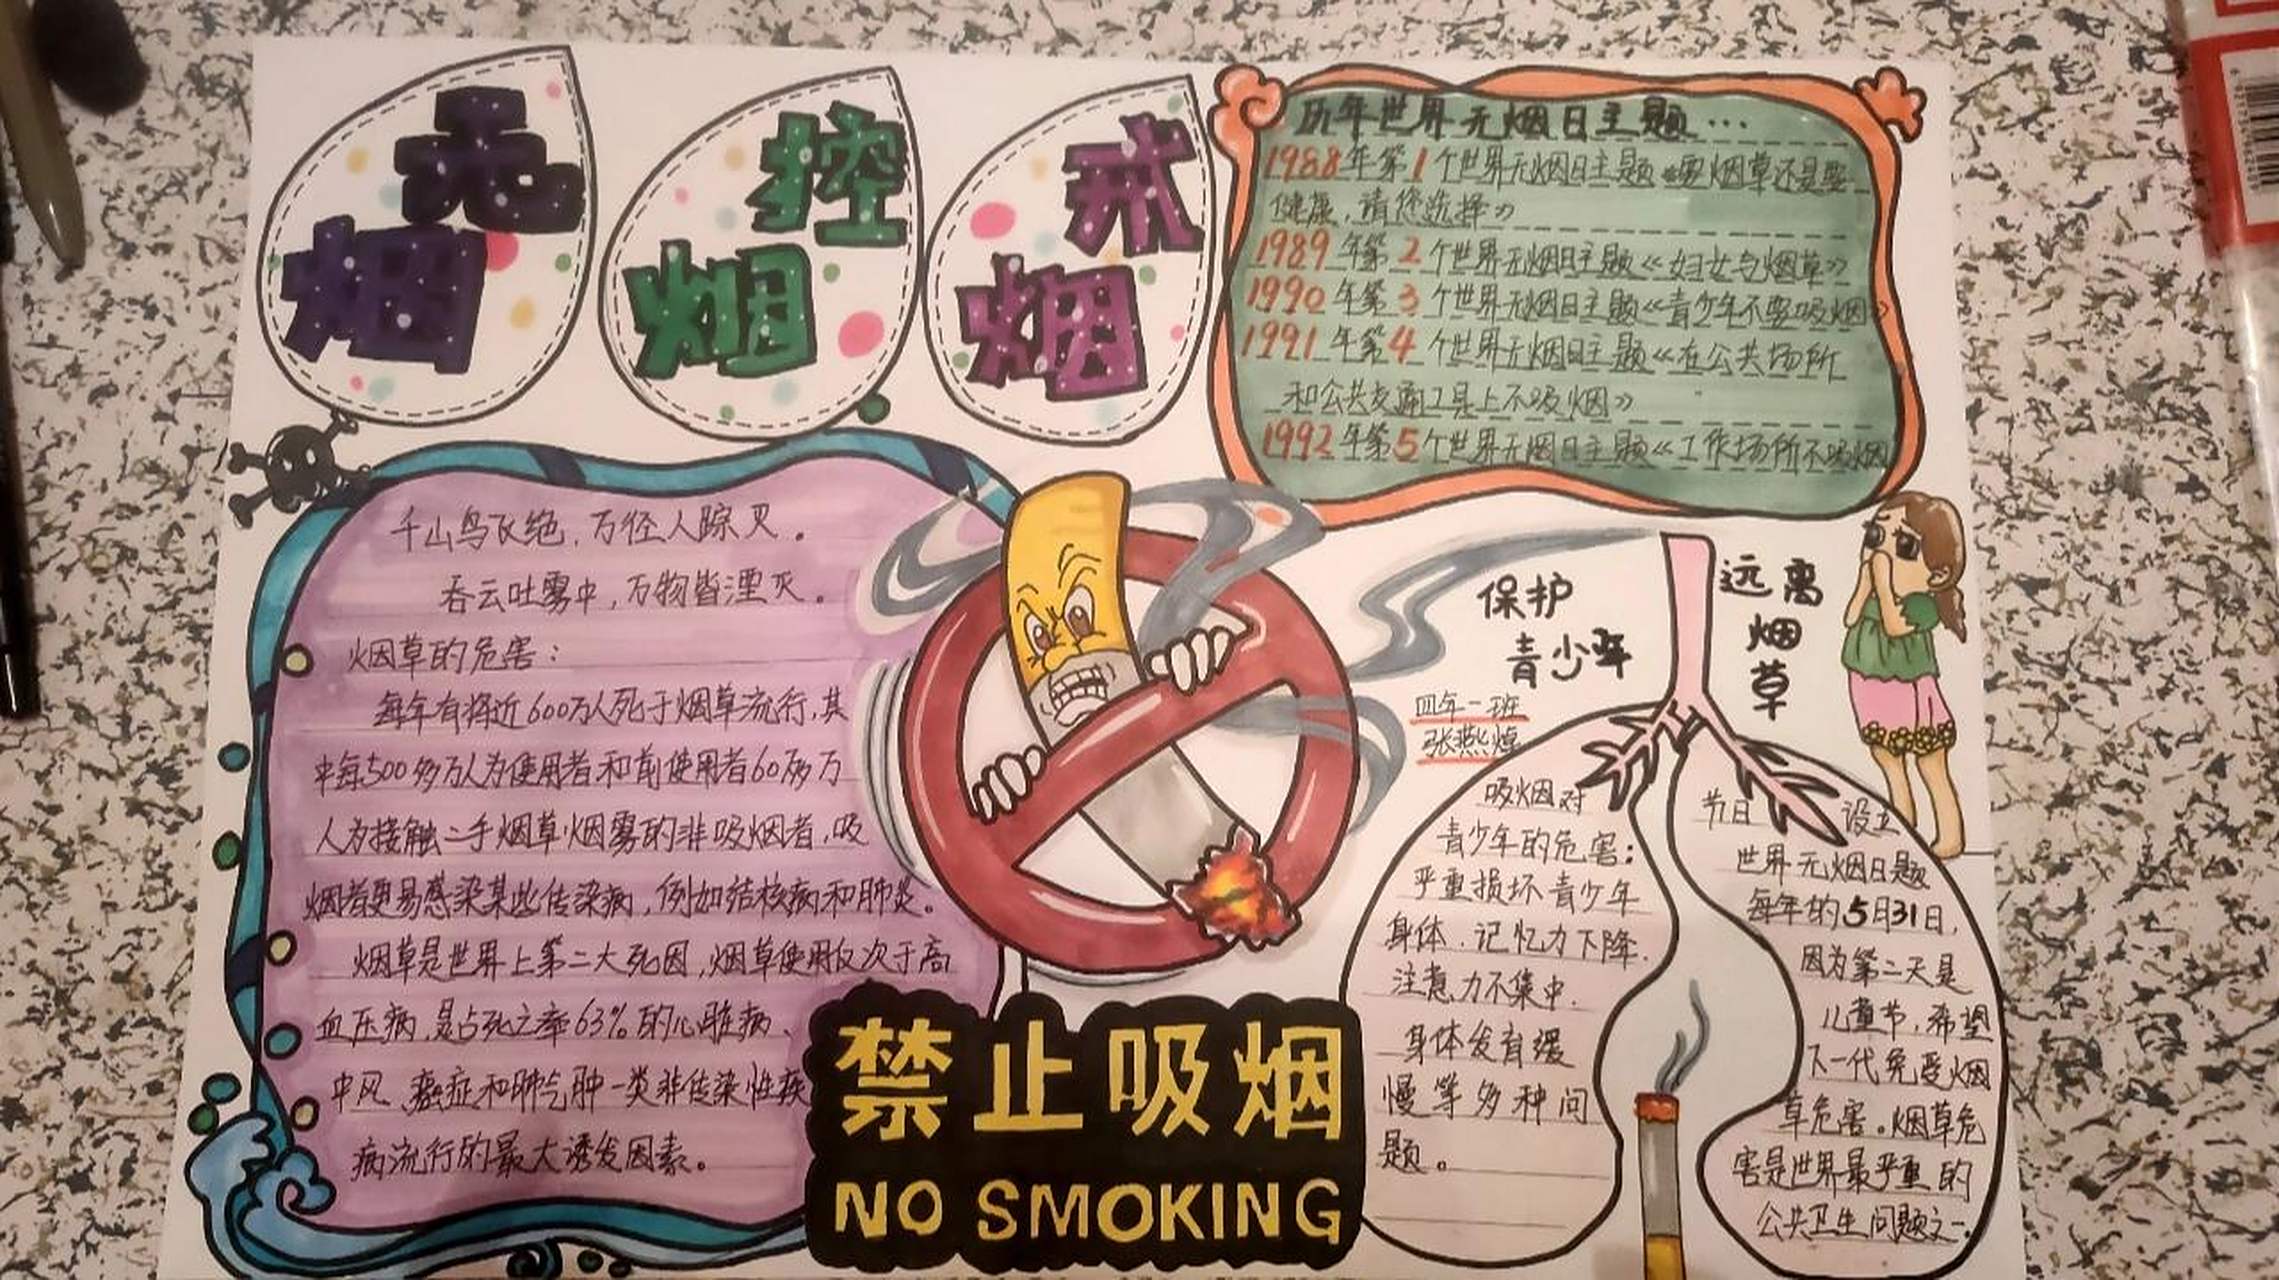 无烟
控烟
戒烟
历年世界无烟日主题...
1988年第1个世界无烟日主题《要烟草还是要
健康,请您选择》
1989年第2个世界无烟日主题《妇女与烟草》
1990年第3个世界无烟日主题《青少年不要吸烟》
1991年第4个世界无烟日主题《在公共场所
和公共交通工具上不吸烟》
1992年第5个世界无烟日主题《工作场所不吸烟
千山鸟飞绝,万径人踪灭。
吞云吐雾中,万物皆湮灭。
烟草的危害:
每年有将近600万人死于烟草流行,其
中每500多万人为使用者和前使用者60多万
人为接触二手烟草烟雾的非吸烟者,吸
烟者更易感染某些传染病,例如结核病和肺炎。
烟草是世界上第二大死因,烟草使用仅次于高
血压病,是占死之率63%的心脏病、
中风、癌症和肺气肿一类非传染性疾
病流行的最大诱发因素。
禁止吸烟
NO SMOKING
保护
青少年
远离
烟
草
四年一班
张燕
吸烟对
青少年的危害:
严重损坏青少年
身体.记忆力下降.
注意力不集中.
身体发育缓
慢等多种问
题。
节日设立
世界无烟日题
每年的5月31日,
因为第二天是
儿童节,希望
下一代免受烟
草危害。烟草危
害是世界最严重的
公共卫生问题之一.